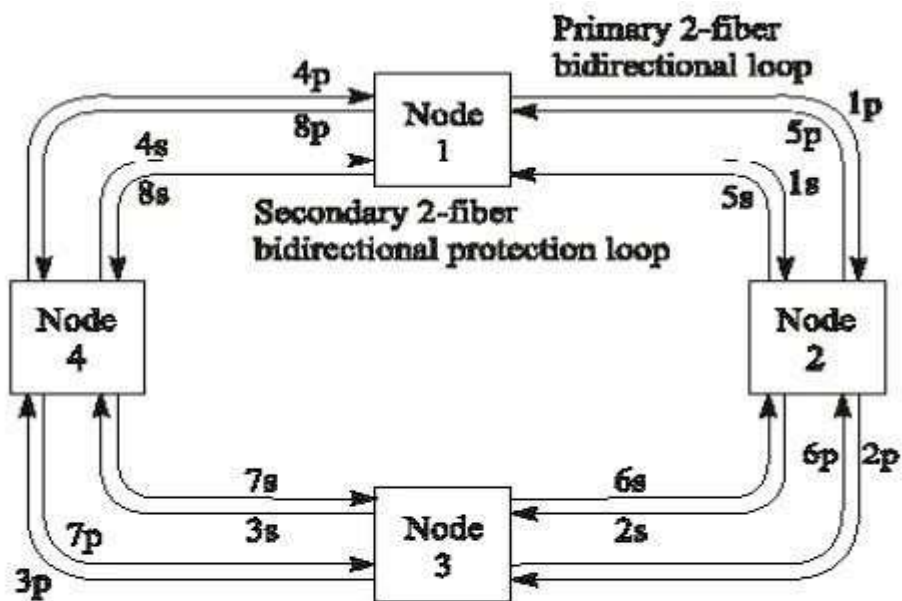 Primary 2-fiber
bidirectional loop
4p
1p
Node
1
8p
5p
4s
8s
1s
5s
Secondary 2-fiber
bidirectional protection loop
Node
4
Node
2
7s
6s
6p
2p
3s
2s
Node
3
7p
3p